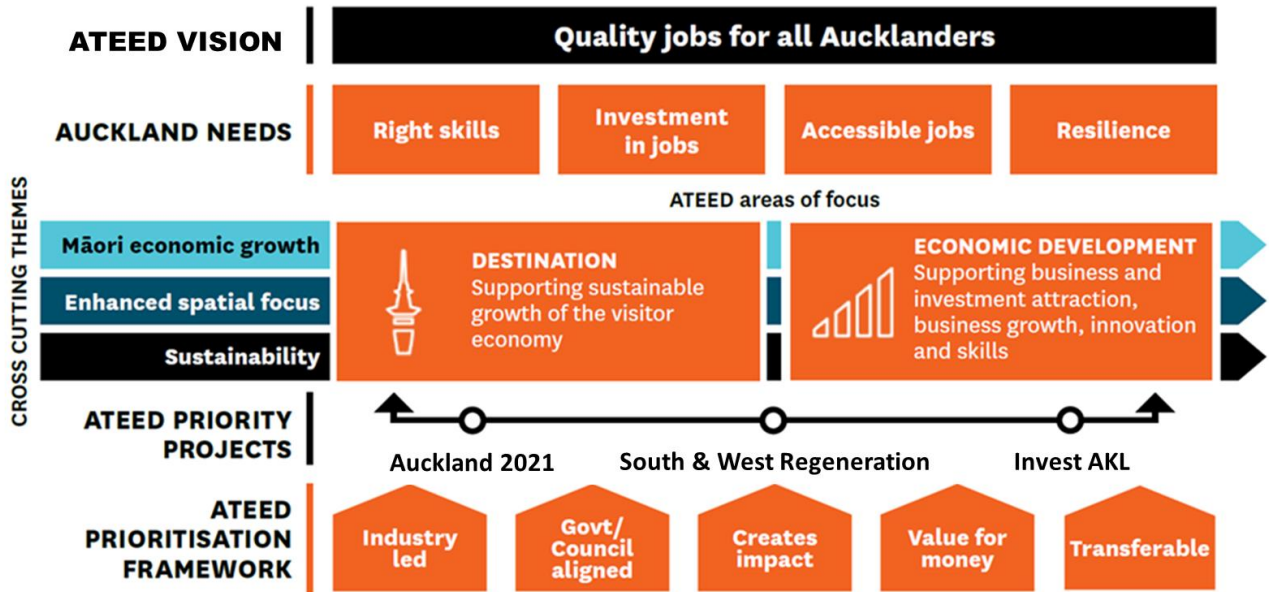 ATEED VISION
Quality jobs for all Aucklanders
AUCKLAND NEEDS
Right skills
Investment
in jobs
Accessible jobs
Resilience
CROSS CUTTING THEMES
ATEED areas of focus
Māori economic growth
Enhanced spatial focus
Sustainability
DESTINATION
Supporting sustainable
growth of the visitor
economy
ECONOMIC DEVELOPMENT
Supporting business and
investment attraction,
business growth, innovation
and skills
ATEED PRIORITY
PROJECTS
Auckland 2021
South & West Regeneration
Invest AKL
ATEED
PRIORITISATION
FRAMEWORK
Industry
led
Govt/
Council
aligned
Creates
impact
Value for
money
Transferable